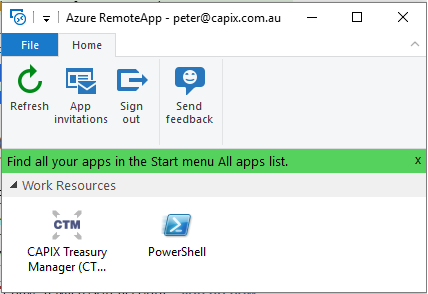 Azure RemoteApp - peter@capix.com.au
File
Home
Refresh
App
invitations
Sign
out
Send
feedback
Find all your apps in the Start menu All apps list.
x
Work Resources
CTM
CAPIX Treasury
Manager (CT...
PowerShell